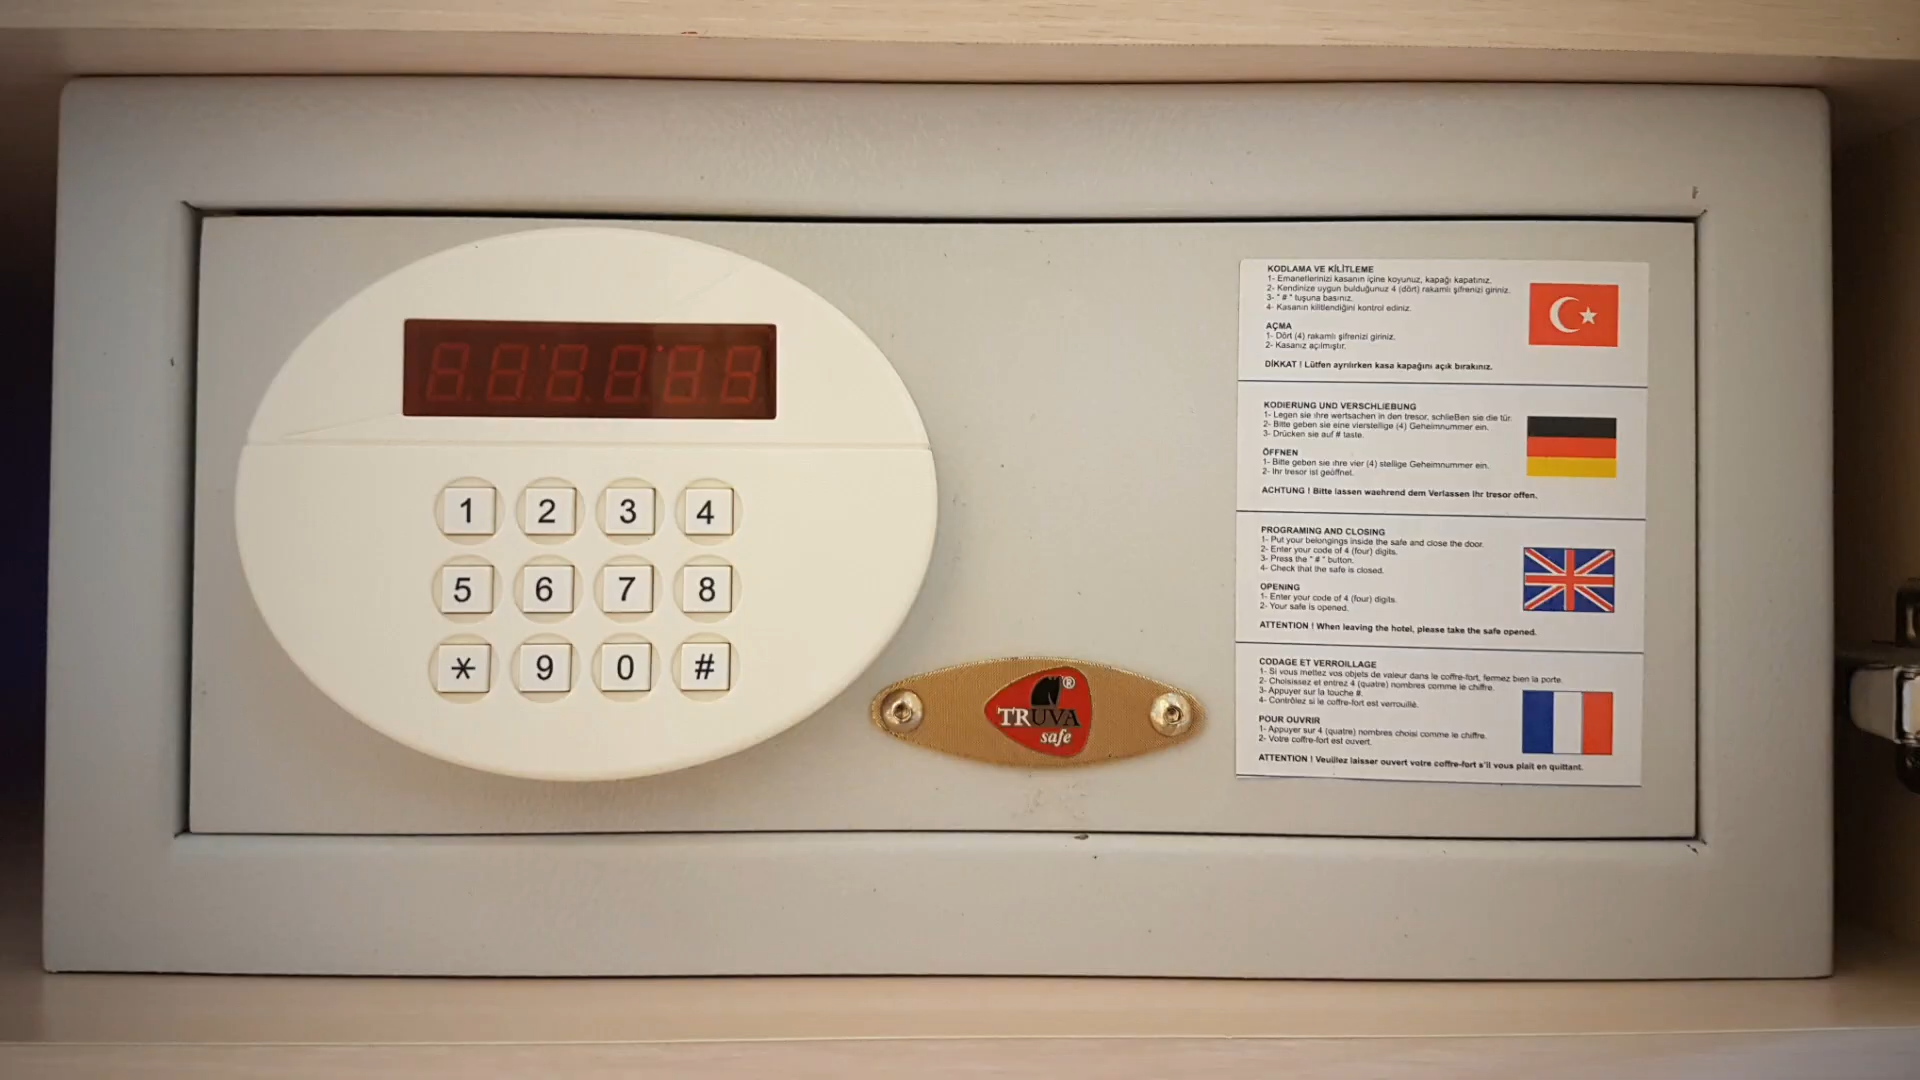 1 2 3 4
5 6 7 8
* 9 0 #
TRUVA ®
safe
KODLAMA VE KİLİTLEME
1- Emanetlerinizi kasanın içine koyunuz, kapağı kapatınız.
2- Kendinize uygun bulduğunuz 4 (dört) rakamlı şifrenizi giriniz.
3- " # " tuşuna basınız.
4- Kasanın kilitlendiğini kontrol ediniz.
AÇMA
1- Dört (4) rakamlı şifrenizi giriniz.
2- Kasanız açılmıştır.
DİKKAT ! Lütfen ayrılırken kasa kapağını açık bırakınız.
KODIERUNG UND VERSCHLIEBUNG
1- Legen sie ıhre wertsachen in den tresor, schlieBen sie die tür.
2- Bitte geben sie eine vierstellige (4) Geheimnummer ein.
3- Drücken sie auf # taste.
ÖFFNEN
1- Bitte geben sie ıhre vier (4) stellige Geheimnummer ein.
2- Ihr tresor ist geöffnet.
ACHTUNG ! Bitte lassen waehrend dem Verlassen Ihr tresor offen.
PROGRAMING AND CLOSING
1- Put your belongings inside the safe and close the door.
2- Enter your code of 4 (four) digits.
3- Press the " # " button.
4- Check that the safe is closed.
OPENING
1- Enter your code of 4 (four) digits.
2- Your safe is opened.
ATTENTION ! When leaving the hotel, please take the safe opened.
CODAGE ET VERROILLAGE
1- Si vous mettez vos objets de valeur dans le coffre-fort, fermez bien la porte.
2- Choisissez et entrez 4 (quatre) nombres comme le chiffre.
3- Appuyer sur la touche #.
4- Contrôlez si le coffre-fort est verrouillé.
POUR OUVRIR
1- Appuyer sur 4 (quatre) nombres choisi comme le chiffre.
2- Votre coffre-fort est ouvert.
ATTENTION ! Veuillez laisser ouvert votre coffre-fort s'il vous plait en quittant.